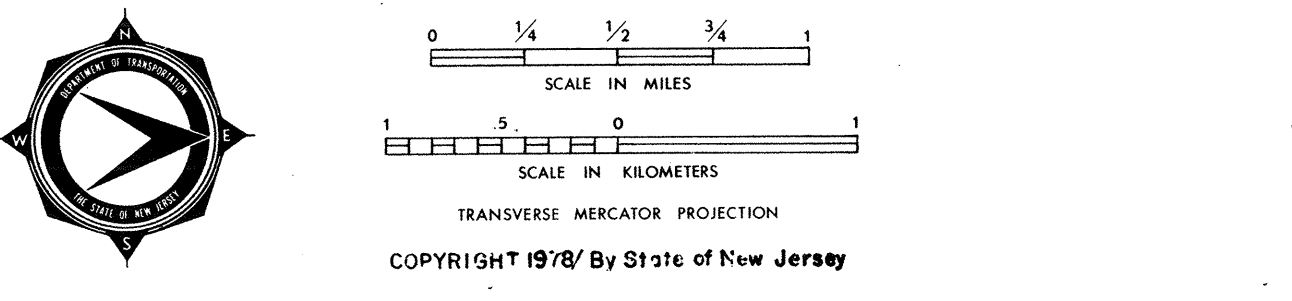 N
DEPARTMENT OF TRANSPORTATION
W
E
THE STATE OF NEW JERSEY
S
0 1/4 1/2 3/4 1
SCALE IN MILES
1 .5 0 1
SCALE IN KILOMETERS
TRANSVERSE MERCATOR PROJECTION
COPYRIGHT 1978/ By State of New Jersey